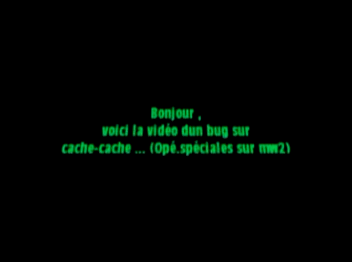 Bonjour ,
voici la vidéo dun bug sur
cache-cache ... (Opé.spéciales sur mw2)